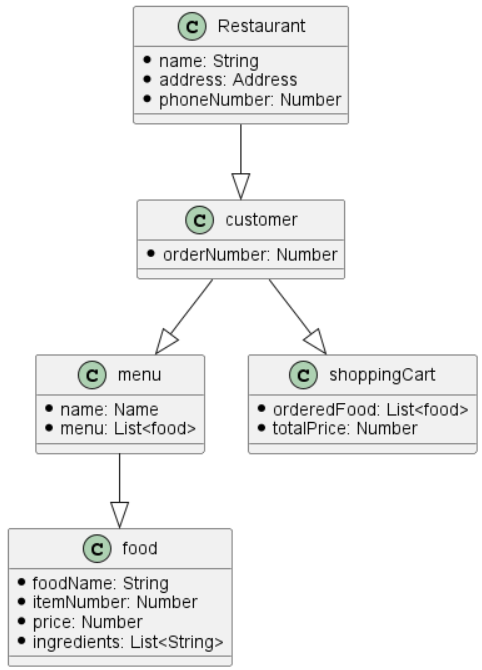 C Restaurant
name: String
address: Address
phoneNumber: Number
C customer
orderNumber: Number
C menu
name: Name
menu: List<food>
C shoppingCart
orderedFood: List<food>
totalPrice: Number
C food
foodName: String
itemNumber: Number
price: Number
ingredients: List<String>